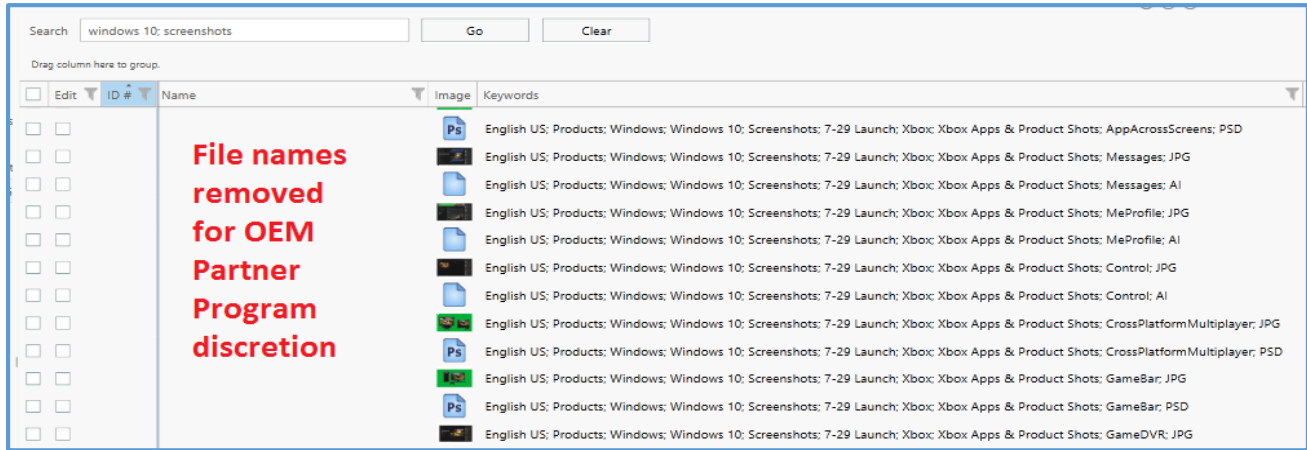 Search windows 10; screenshots Go Clear
Drag column here to group.
Edit ID # Name Image Keywords
English US; Products; Windows; Windows 10; Screenshots; 7-29 Launch; Xbox; Xbox Apps & Product Shots; AppAcrossScreens; PSD
English US; Products; Windows; Windows 10; Screenshots; 7-29 Launch; Xbox; Xbox Apps & Product Shots; Messages; JPG
English US; Products; Windows; Windows 10; Screenshots; 7-29 Launch; Xbox; Xbox Apps & Product Shots; Messages; AI
English US; Products; Windows; Windows 10; Screenshots; 7-29 Launch; Xbox; Xbox Apps & Product Shots; MeProfile; JPG
English US; Products; Windows; Windows 10; Screenshots; 7-29 Launch; Xbox; Xbox Apps & Product Shots; MeProfile; AI
English US; Products; Windows; Windows 10; Screenshots; 7-29 Launch; Xbox; Xbox Apps & Product Shots; Control; JPG
English US; Products; Windows; Windows 10; Screenshots; 7-29 Launch; Xbox; Xbox Apps & Product Shots; Control; AI
English US; Products; Windows; Windows 10; Screenshots; 7-29 Launch; Xbox; Xbox Apps & Product Shots; CrossPlatformMultiplayer; JPG
English US; Products; Windows; Windows 10; Screenshots; 7-29 Launch; Xbox; Xbox Apps & Product Shots; CrossPlatformMultiplayer; PSD
English US; Products; Windows; Windows 10; Screenshots; 7-29 Launch; Xbox; Xbox Apps & Product Shots; GameBar; JPG
English US; Products; Windows; Windows 10; Screenshots; 7-29 Launch; Xbox; Xbox Apps & Product Shots; GameBar; PSD
English US; Products; Windows; Windows 10; Screenshots; 7-29 Launch; Xbox; Xbox Apps & Product Shots; GameDVR; JPG
File names
removed
for OEM
Partner
Program
discretion
Ps
Ps
Ps